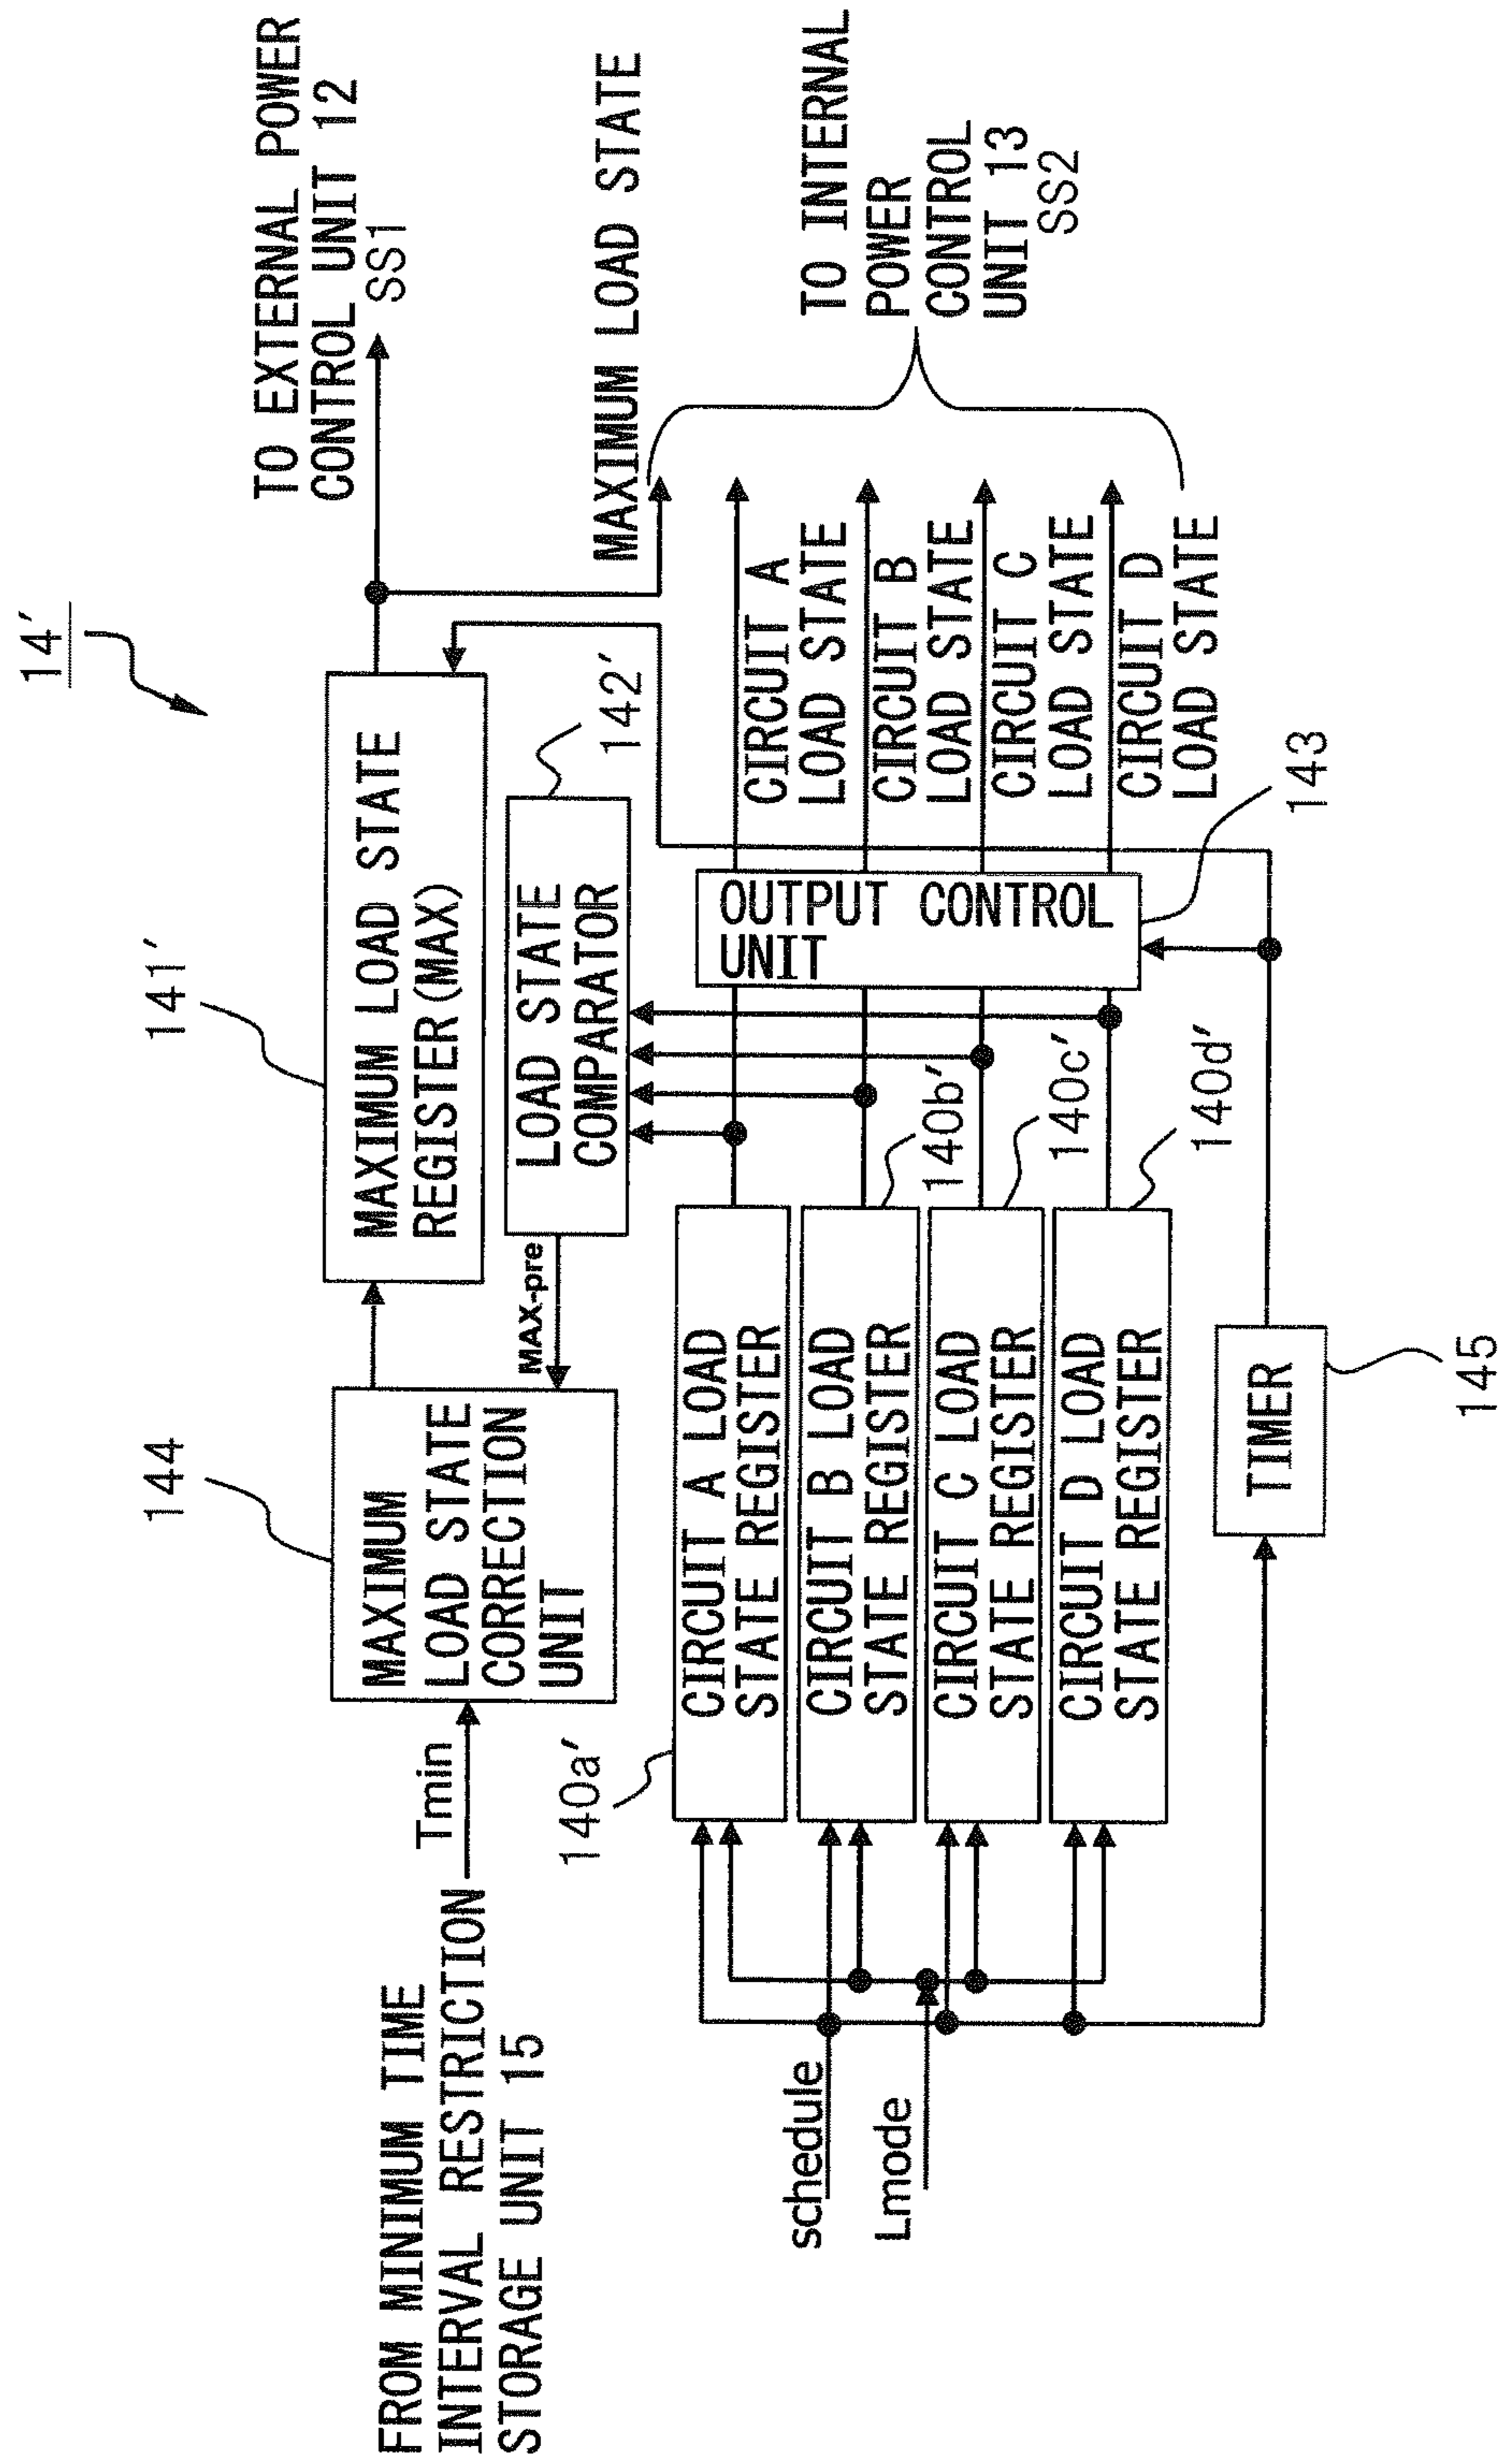 14'
TO EXTERNAL POWER
CONTROL UNIT 12
SS1
141'
MAXIMUM LOAD STATE
REGISTER(MAX)
144
MAXIMUM
LOAD STATE
CORRECTION
UNIT
FROM MINIMUM TIME
INTERVAL RESTRICTION
STORAGE UNIT 15
Tmin
MAX-pre
LOAD STATE
COMPARATOR
142'
MAXIMUM LOAD STATE
140a'
CIRCUIT A LOAD
STATE REGISTER
CIRCUIT B LOAD
STATE REGISTER
140b'
CIRCUIT C LOAD
STATE REGISTER
140c'
CIRCUIT D LOAD
STATE REGISTER
140d'
OUTPUT CONTROL
UNIT
143
CIRCUIT A
LOAD STATE
CIRCUIT B
LOAD STATE
CIRCUIT C
LOAD STATE
CIRCUIT D
LOAD STATE
TO INTERNAL
POWER
CONTROL
UNIT 13
SS2
schedule
Lmode
TIMER
145